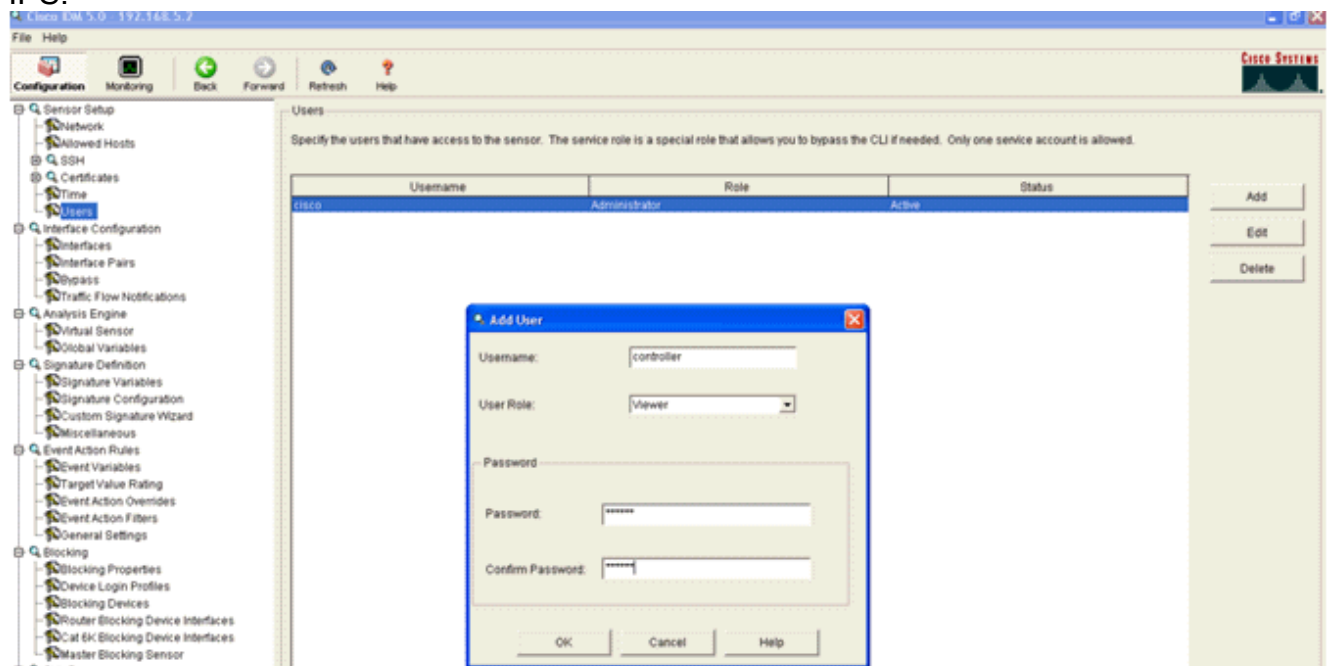 IPS.
Cisco IDM 5.0 - 192.168.5.2
File Help
Configuration Monitoring Back Forward Refresh Help
CISCO SYSTEMS
Sensor Setup
Network
Allowed Hosts
SSH
Certificates
Time
Users
Interface Configuration
Interfaces
Interface Pairs
Bypass
Traffic Flow Notifications
Analysis Engine
Virtual Sensor
Global Variables
Signature Definition
Signature Variables
Signature Configuration
Custom Signature Wizard
Miscellaneous
Event Action Rules
Event Variables
Target Value Rating
Event Action Overrides
Event Action Filters
General Settings
Blocking
Blocking Properties
Device Login Profiles
Blocking Devices
Router Blocking Device Interfaces
Cat 6K Blocking Device Interfaces
Master Blocking Sensor
Users
Specify the users that have access to the sensor. The service role is a special role that allows you to bypass the CLI if needed. Only one service account is allowed.
Username Role Status
cisco Administrator Active
Add
Edit
Delete
Add User
Username: controller
User Role: Viewer
Password
Password: ******
Confirm Password: ******
OK Cancel Help